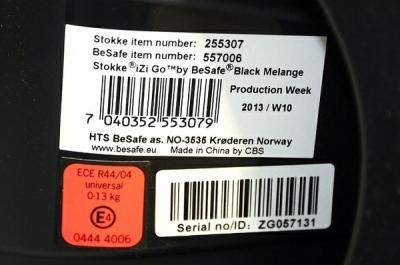 Stokke item number: 255307
BeSafe item number: 557006
Stokke®iZi Go™by BeSafe®Black Melange
Production Week
2013 / W10
7 040352 553079
HTS BeSafe as. NO-3535 Krøderen Norway
www.besafe.eu Made in China by CBS
ECE R44/04
universal
0-13 kg
E4
0444 4006
Serial no/ID: ZG057131